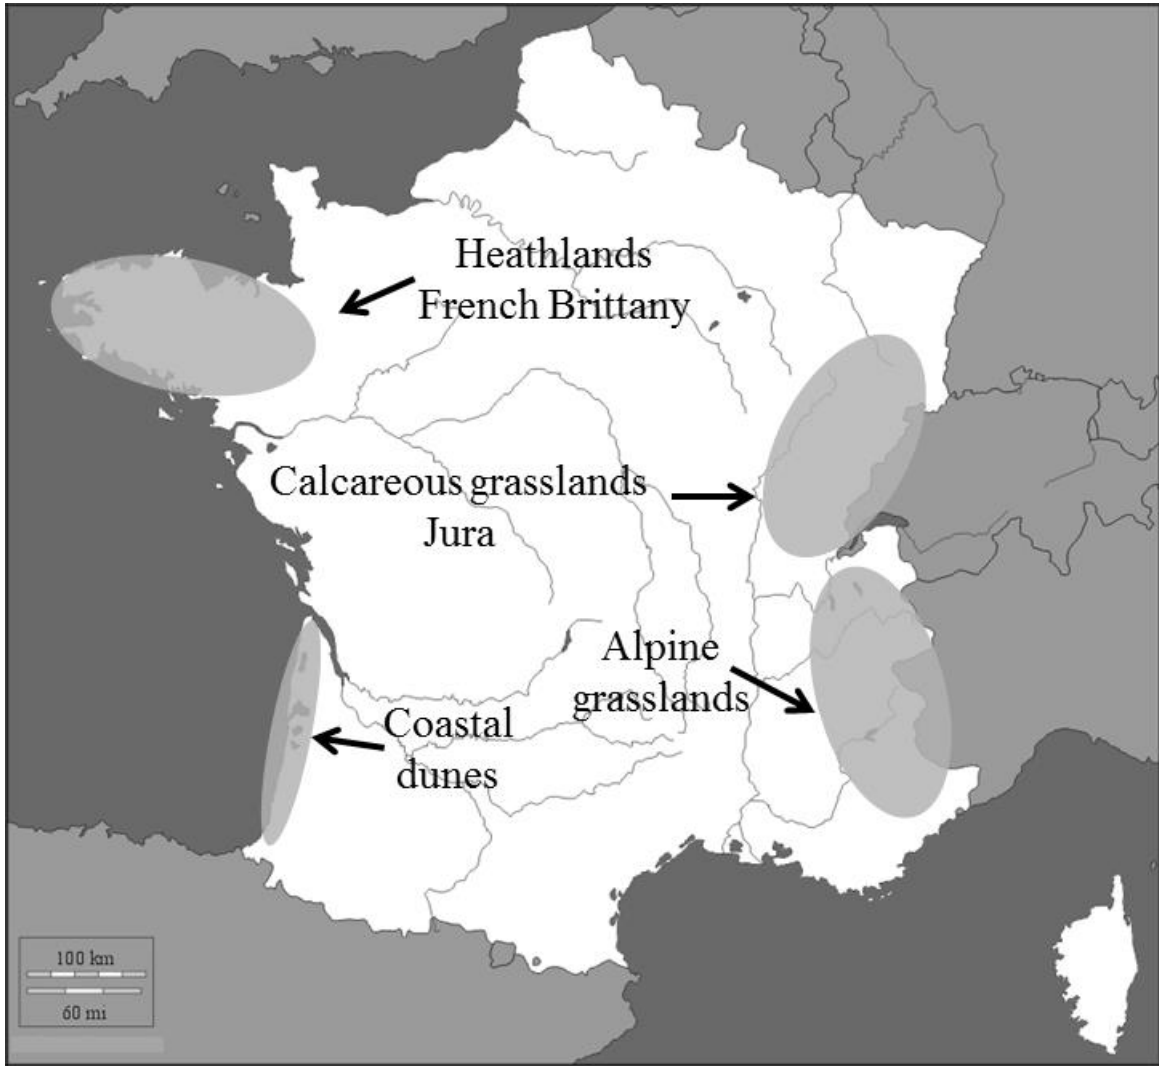 Heathlands
French Brittany
Calcareous grasslands
Jura
Alpine
grasslands
Coastal
dunes
100 km
60 mi